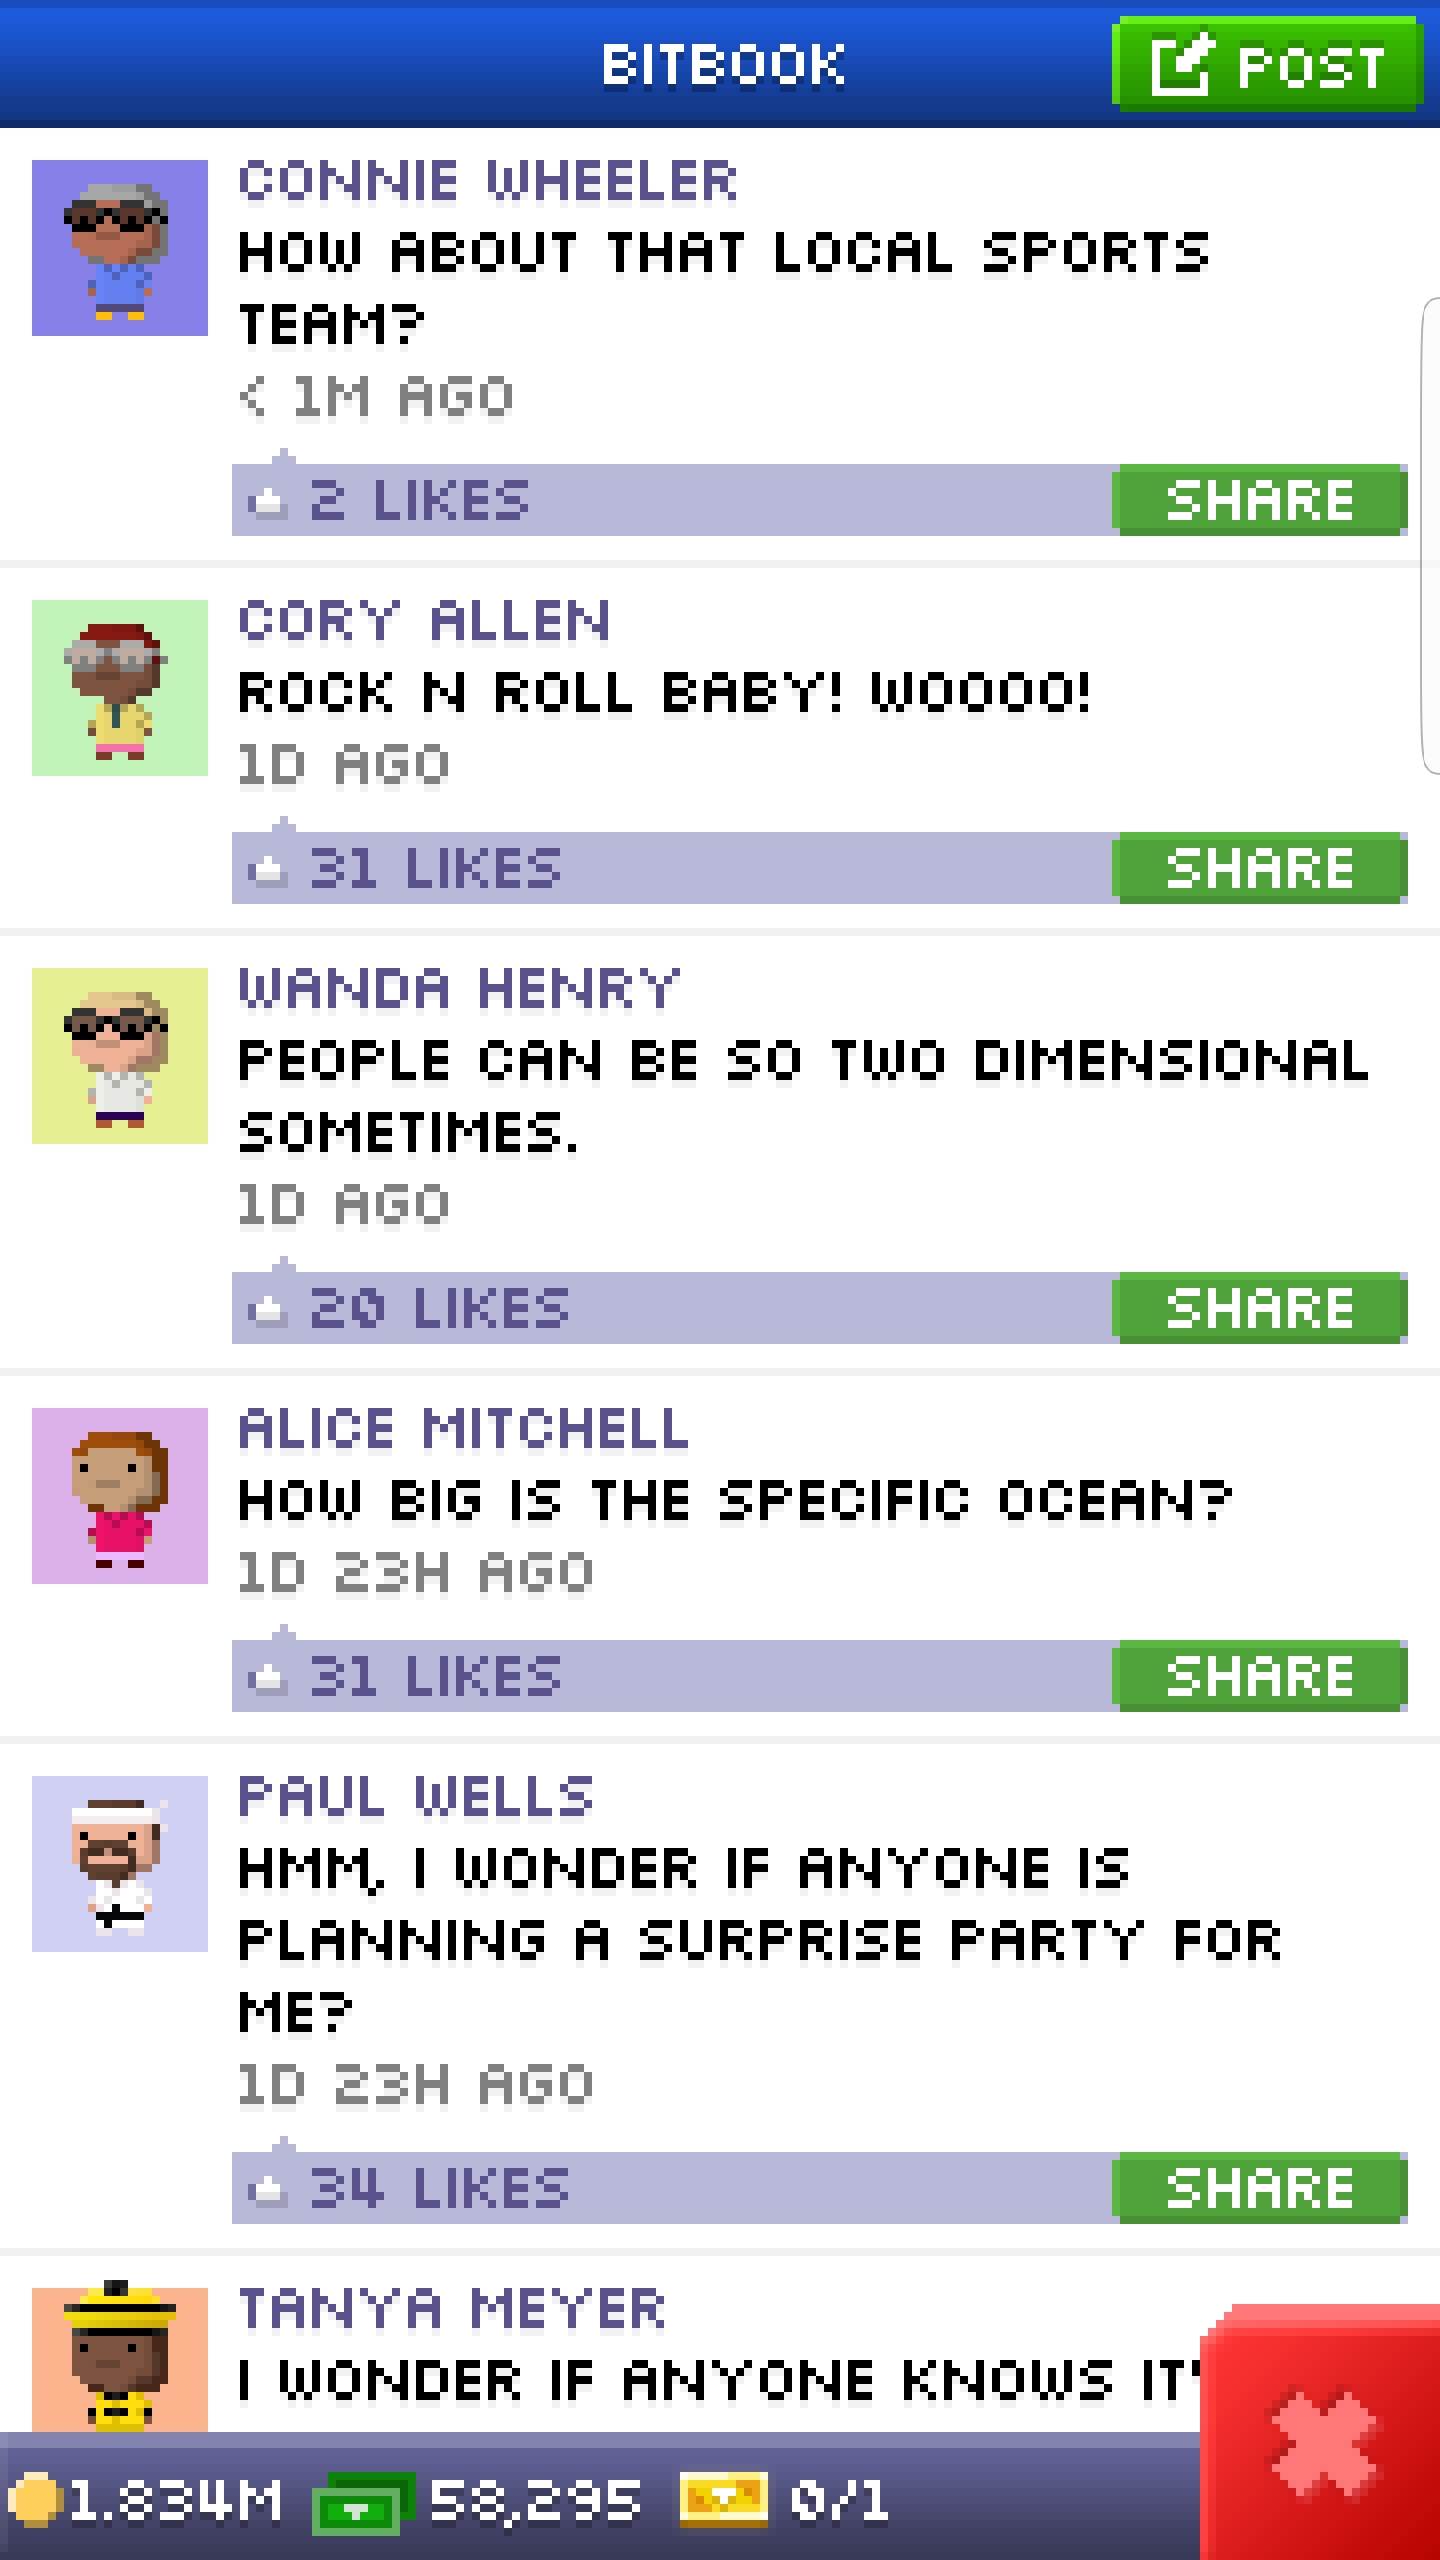 BITBOOK
POST
CONNIE WHEELER
HOW ABOUT THAT LOCAL SPORTS
TEAM?
< 1M AGO
2 LIKES
SHARE
CORY ALLEN
ROCK N ROLL BABY! WOOOO!
1D AGO
31 LIKES
SHARE
WANDA HENRY
PEOPLE CAN BE SO TWO DIMENSIONAL
SOMETIMES.
1D AGO
20 LIKES
SHARE
ALICE MITCHELL
HOW BIG IS THE SPECIFIC OCEAN?
1D 23H AGO
31 LIKES
SHARE
PAUL WELLS
HMM, I WONDER IF ANYONE IS
PLANNING A SURPRISE PARTY FOR
ME?
1D 23H AGO
34 LIKES
SHARE
TANYA MEYER
I WONDER IF ANYONE KNOWS IT'
1.834M 58,295 0/1